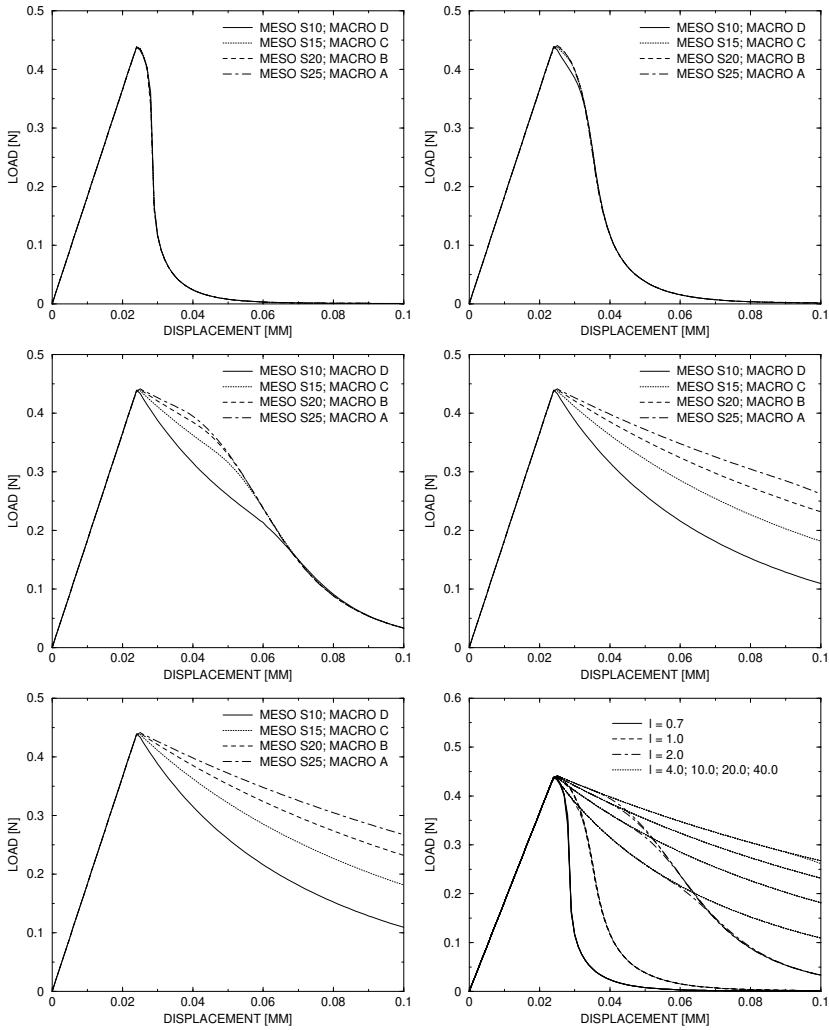 0.5
0.4
0.3
0.2
0.1
0
LOAD [N]
0
0.02
0.04
0.06
0.08
0.1
DISPLACEMENT [MM]
MESO S10; MACRO D
MESO S15; MACRO C
MESO S20; MACRO B
MESO S25; MACRO A
0.5
0.4
0.3
0.2
0.1
0
LOAD [N]
0
0.02
0.04
0.06
0.08
0.1
DISPLACEMENT [MM]
MESO S10; MACRO D
MESO S15; MACRO C
MESO S20; MACRO B
MESO S25; MACRO A
0.5
0.4
0.3
0.2
0.1
0
LOAD [N]
0
0.02
0.04
0.06
0.08
0.1
DISPLACEMENT [MM]
MESO S10; MACRO D
MESO S15; MACRO C
MESO S20; MACRO B
MESO S25; MACRO A
0.5
0.4
0.3
0.2
0.1
0
LOAD [N]
0
0.02
0.04
0.06
0.08
0.1
DISPLACEMENT [MM]
MESO S10; MACRO D
MESO S15; MACRO C
MESO S20; MACRO B
MESO S25; MACRO A
0.5
0.4
0.3
0.2
0.1
0
LOAD [N]
0
0.02
0.04
0.06
0.08
0.1
DISPLACEMENT [MM]
MESO S10; MACRO D
MESO S15; MACRO C
MESO S20; MACRO B
MESO S25; MACRO A
0.6
0.5
0.4
0.3
0.2
0.1
0
LOAD [N]
0
0.02
0.04
0.06
0.08
0.1
DISPLACEMENT [MM]
l = 0.7
l = 1.0
l = 2.0
l = 4.0; 10.0; 20.0; 40.0